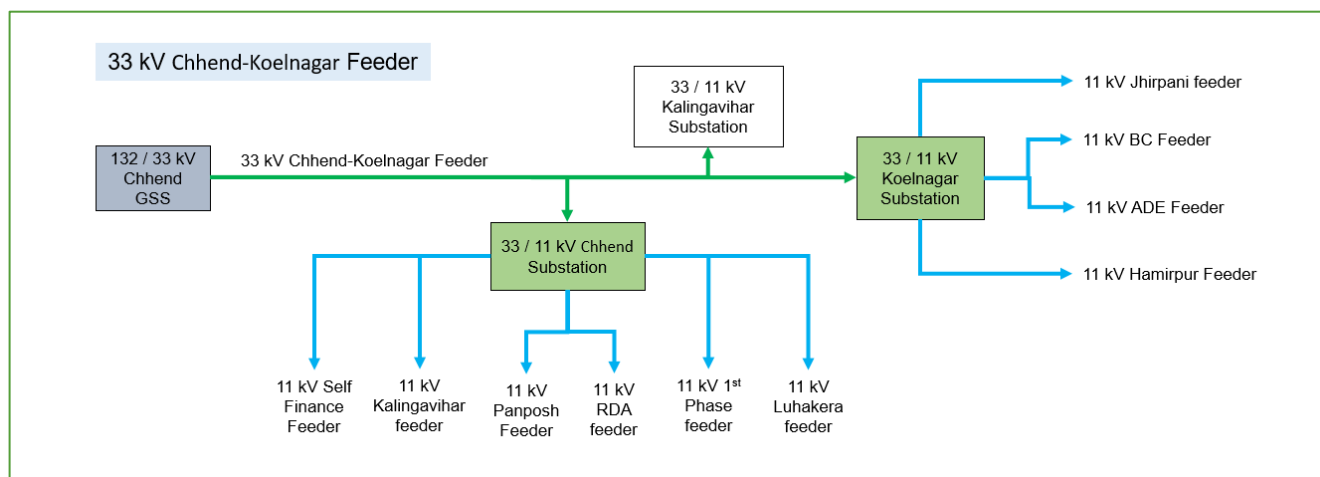 33 kV Chhend-Koelnagar Feeder
33 / 11 kV
Kalingavihar
Substation
11 kV Jhirpani feeder
132 / 33 kV
Chhend
GSS
33 kV Chhend-Koelnagar Feeder
33 / 11 kV
Koelnagar
Substation
11 kV BC Feeder
11 kV ADE Feeder
11 kV Hamirpur Feeder
33 / 11 kV Chhend
Substation
11 kV Self
Finance
Feeder
11 kV
Kalingavihar
feeder
11 kV
Panposh
Feeder
11 kV
RDA
feeder
11 kV 1st
Phase
feeder
11 kV
Luhakera
feeder